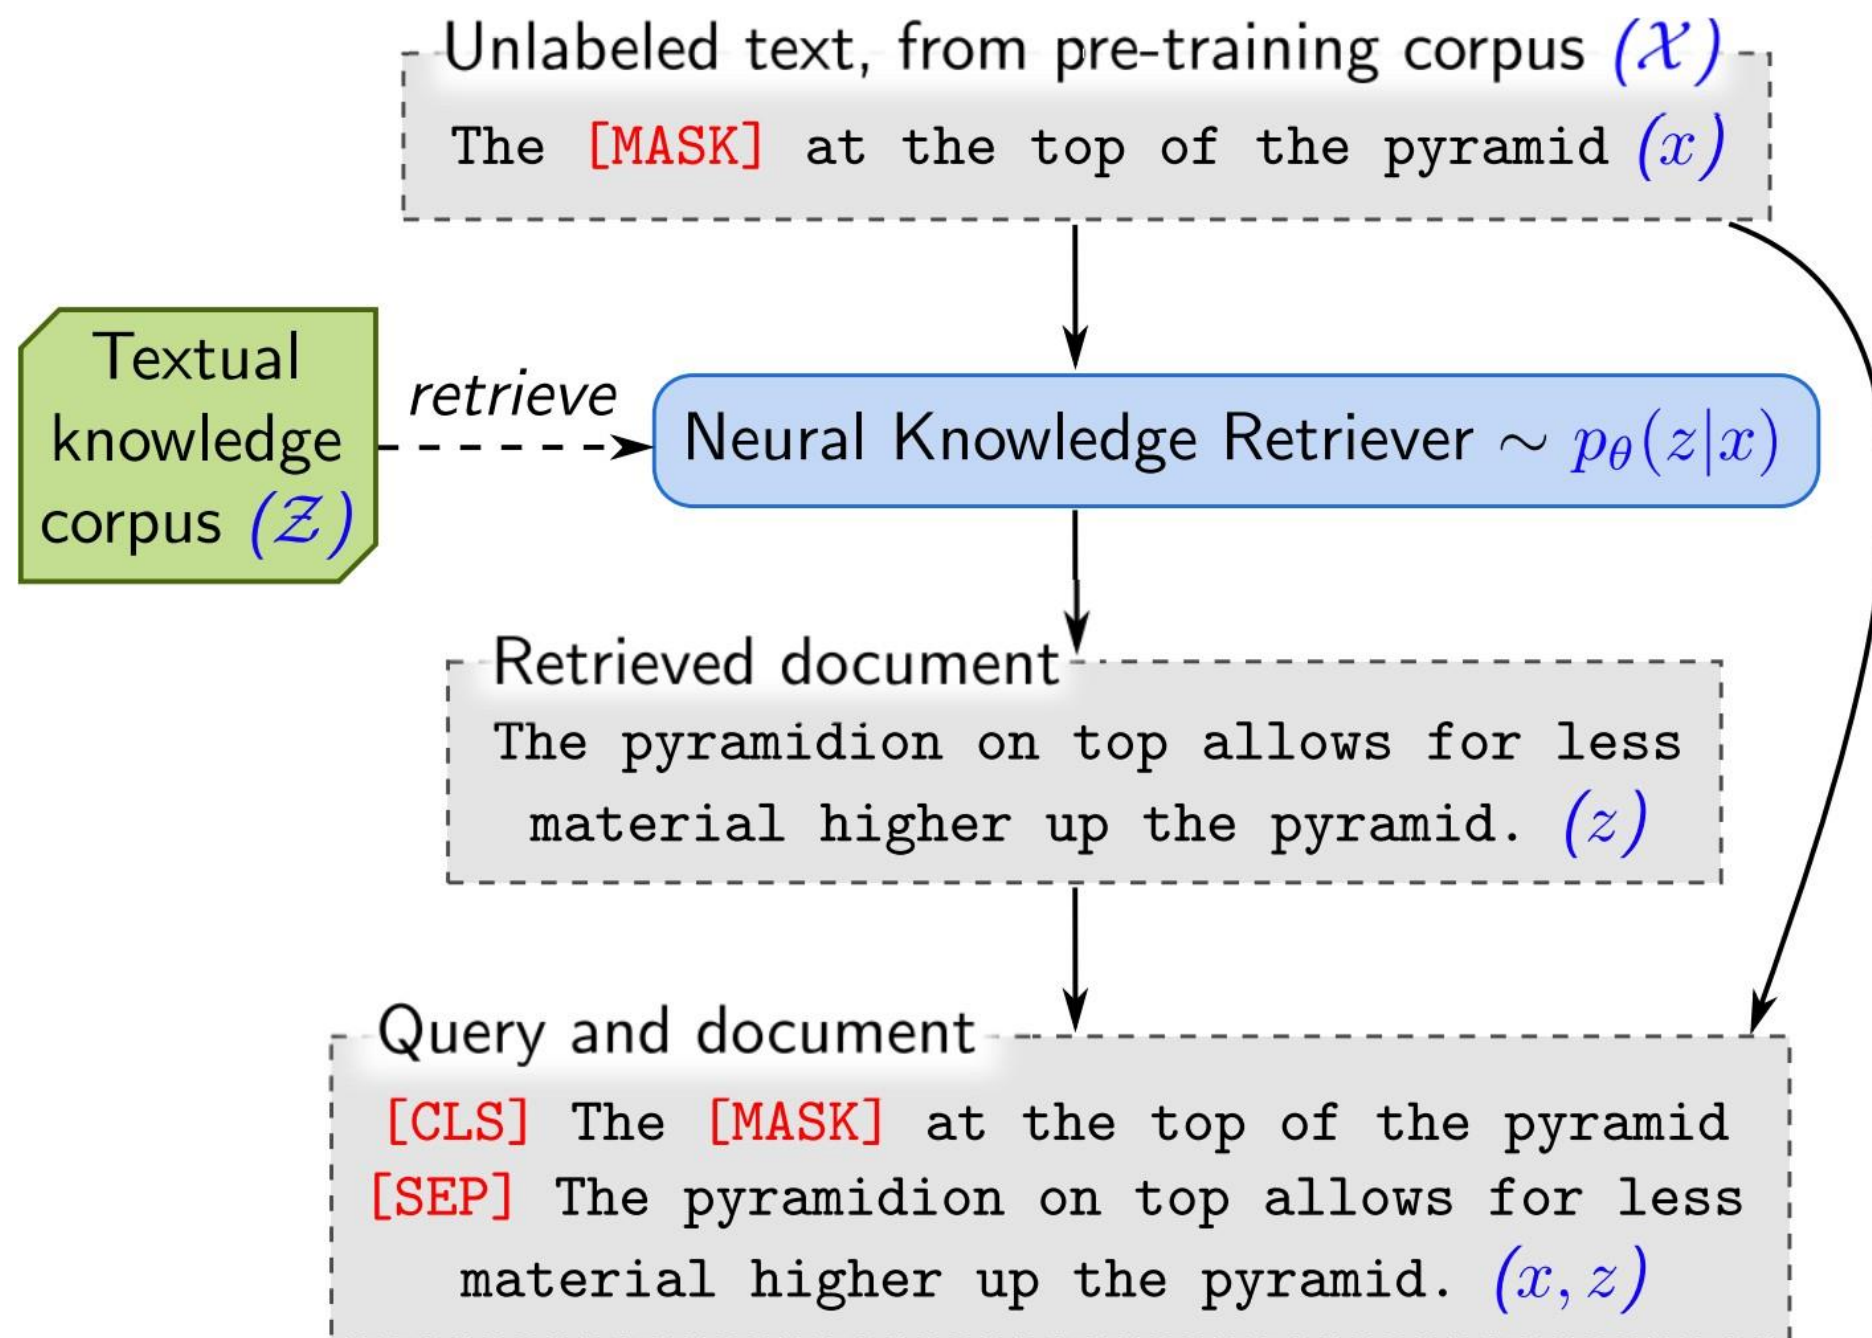 Unlabeled text, from pre-training corpus (𝒳)
The [MASK] at the top of the pyramid (x)
Textual
knowledge
corpus (𝒵)
retrieve
Neural Knowledge Retriever ∼ pθ(z|x)
Retrieved document
The pyramidion on top allows for less
material higher up the pyramid. (z)
Query and document
[CLS] The [MASK] at the top of the pyramid
[SEP] The pyramidion on top allows for less
material higher up the pyramid. (x, z)